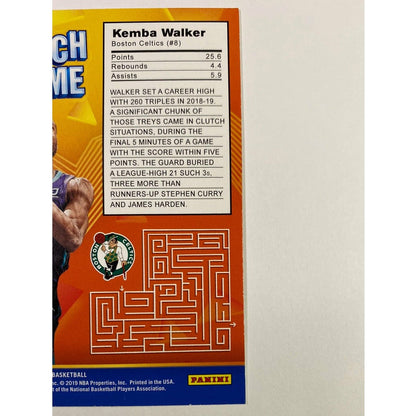 CH
ME
Kemba Walker
Boston Celtics (#8)
Points 25.6
Rebounds 4.4
Assists 5.9
WALKER SET A CAREER HIGH
WITH 260 TRIPLES IN 2018-19.
A SIGNIFICANT CHUNK OF
THOSE TREYS CAME IN CLUTCH
SITUATIONS, DURING THE
FINAL 5 MINUTES OF A GAME
WITH THE SCORE WITHIN FIVE
POINTS. THE GUARD BURIED
A LEAGUE-HIGH 21 SUCH 3s,
THREE MORE THAN
RUNNERS-UP STEPHEN CURRY
AND JAMES HARDEN.
BOSTON CELTICS
BASKETBALL
Inc. © 2019 NBA Properties, Inc. Printed in the USA.
t of the National Basketball Players Association.
PANINI